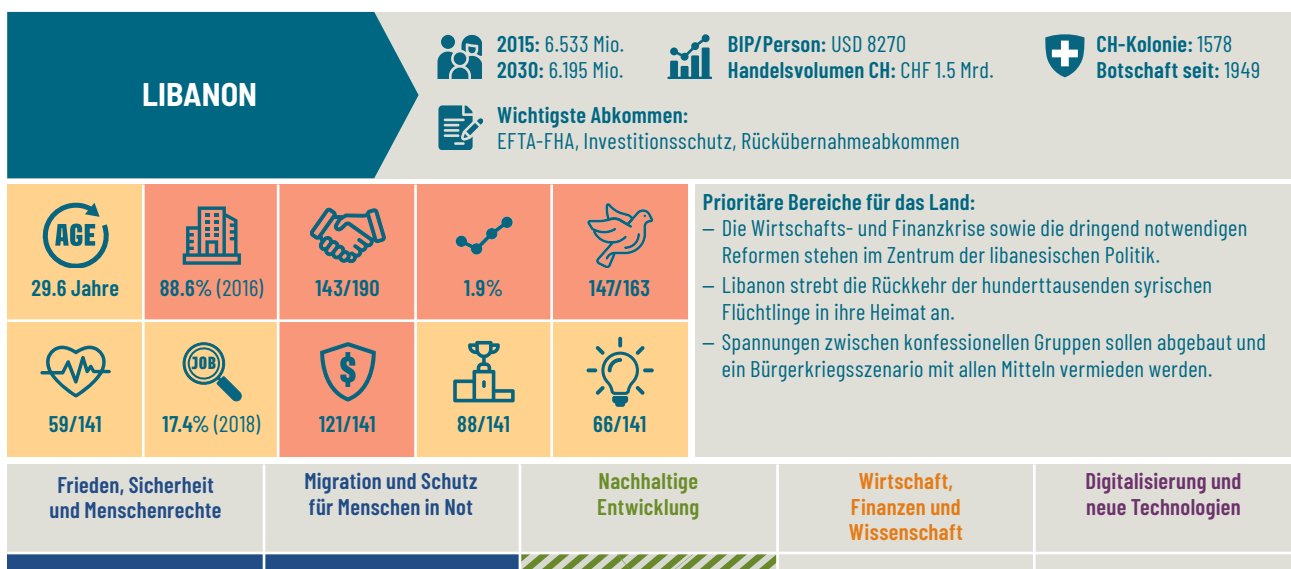 LIBANON
2015: 6.533 Mio.
2030: 6.195 Mio.
BIP/Person: USD 8270
Handelsvolumen CH: CHF 1.5 Mrd.
CH-Kolonie: 1578
Botschaft seit: 1949
Wichtigste Abkommen:
EFTA-FHA, Investitionsschutz, Rückübernahmeabkommen
AGE
29.6 Jahre
88.6% (2016)
143/190
1.9%
147/163
59/141
JOB
17.4% (2018)
$
121/141
88/141
66/141
Prioritäre Bereiche für das Land:
– Die Wirtschafts- und Finanzkrise sowie die dringend notwendigen
Reformen stehen im Zentrum der libanesischen Politik.
– Libanon strebt die Rückkehr der hunderttausenden syrischen
Flüchtlinge in ihre Heimat an.
– Spannungen zwischen konfessionellen Gruppen sollen abgebaut und
ein Bürgerkriegsszenario mit allen Mitteln vermieden werden.
Frieden, Sicherheit
und Menschenrechte
Migration und Schutz
für Menschen in Not
Nachhaltige
Entwicklung
Wirtschaft,
Finanzen und
Wissenschaft
Digitalisierung und
neue Technologien